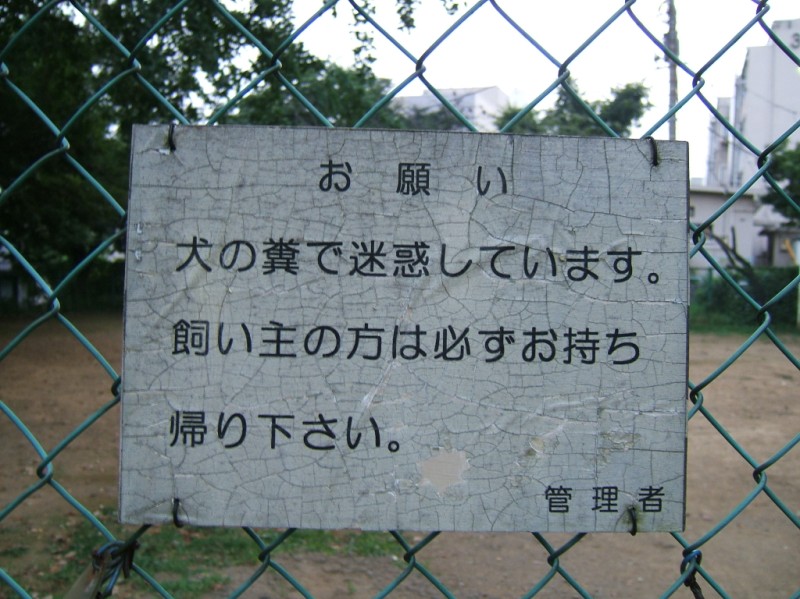 お願い
犬の糞で迷惑しています。
飼い主の方は必ずお持ち
帰り下さい。
管理者